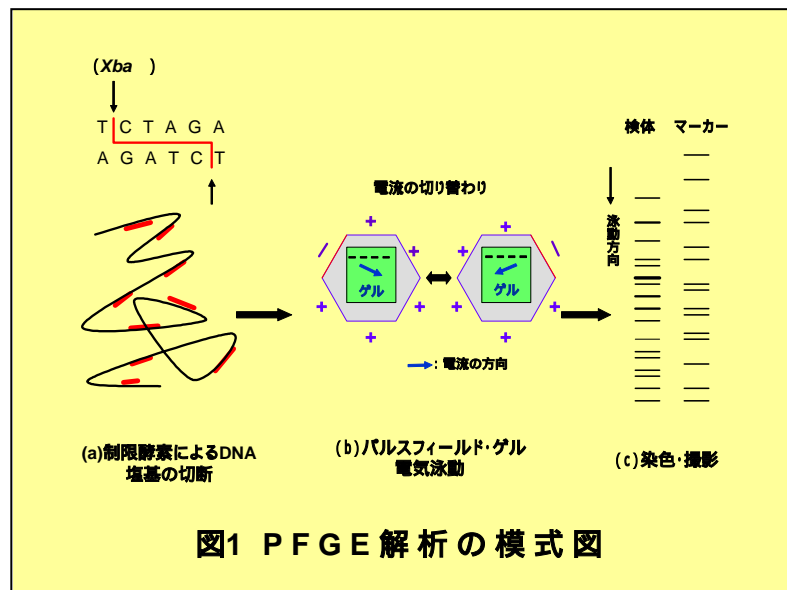 (Xba )
T C T A G A
A G A T C T
検体 マーカー
電流の切り替わり
泳動方向
+
+ +
ゲル
+ +
+
+
+ +
ゲル
+ +
+
: 電流の方向
(a)制限酵素によるDNA
塩基の切断
(b)パルスフィールド・ゲル
電気泳動
(c)染色・撮影
図1 PFGE解析の模式図